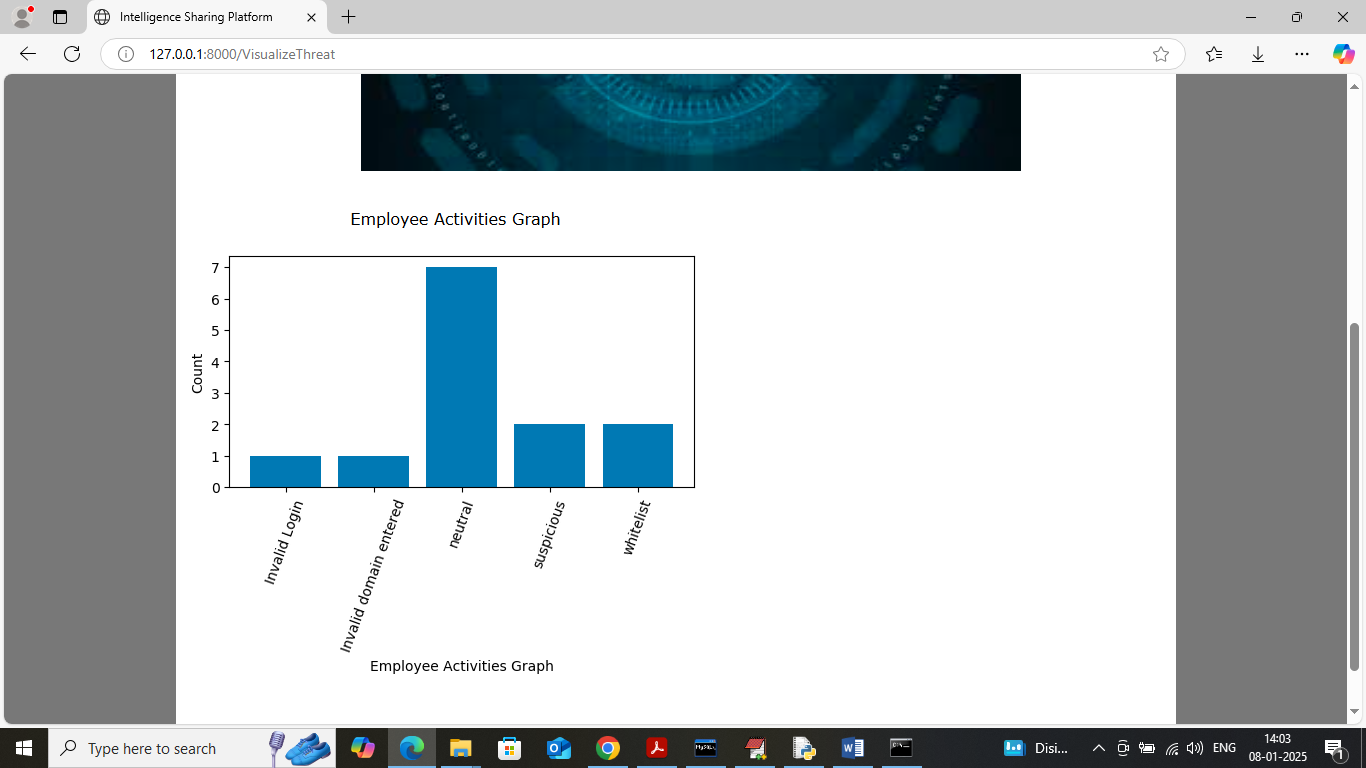 Intelligence Sharing Platform
127.0.0.1:8000/VisualizeThreat
Employee Activities Graph
7
6
5
4
3
2
1
0
Count
Invalid Login
Invalid domain entered
neutral
suspicious
whitelist
Employee Activities Graph
Type here to search
Disi...
ENG
14:03
08-01-2025
1